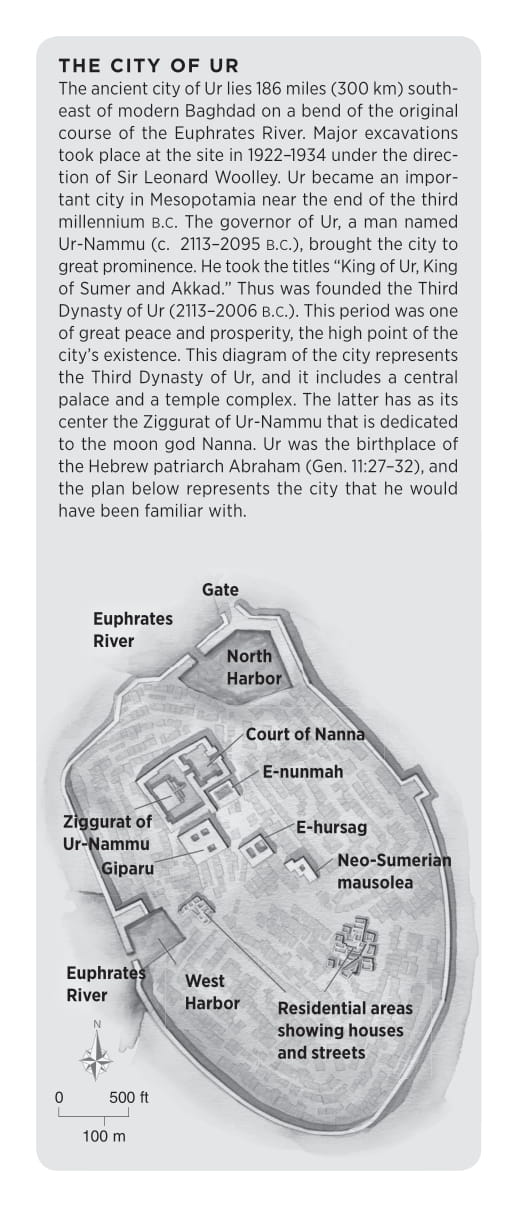 THE CITY OF UR
The ancient city of Ur lies 186 miles (300 km) south-
east of modern Baghdad on a bend of the original
course of the Euphrates River. Major excavations
took place at the site in 1922–1934 under the direc-
tion of Sir Leonard Woolley. Ur became an impor-
tant city in Mesopotamia near the end of the third
millennium B.C. The governor of Ur, a man named
Ur-Nammu (c. 2113–2095 B.C.), brought the city to
great prominence. He took the titles “King of Ur, King
of Sumer and Akkad.” Thus was founded the Third
Dynasty of Ur (2113–2006 B.C.). This period was one
of great peace and prosperity, the high point of the
city’s existence. This diagram of the city represents
the Third Dynasty of Ur, and it includes a central
palace and a temple complex. The latter has as its
center the Ziggurat of Ur-Nammu that is dedicated
to the moon god Nanna. Ur was the birthplace of
the Hebrew patriarch Abraham (Gen. 11:27–32), and
the plan below represents the city that he would
have been familiar with.
Gate
Euphrates
River
North
Harbor
Court of Nanna
E-nunmah
Ziggurat of
Ur-Nammu
E-hursag
Giparu
Neo-Sumerian
mausolea
Euphrates
River
West
Harbor
Residential areas
showing houses
and streets
N
0 500 ft
100 m